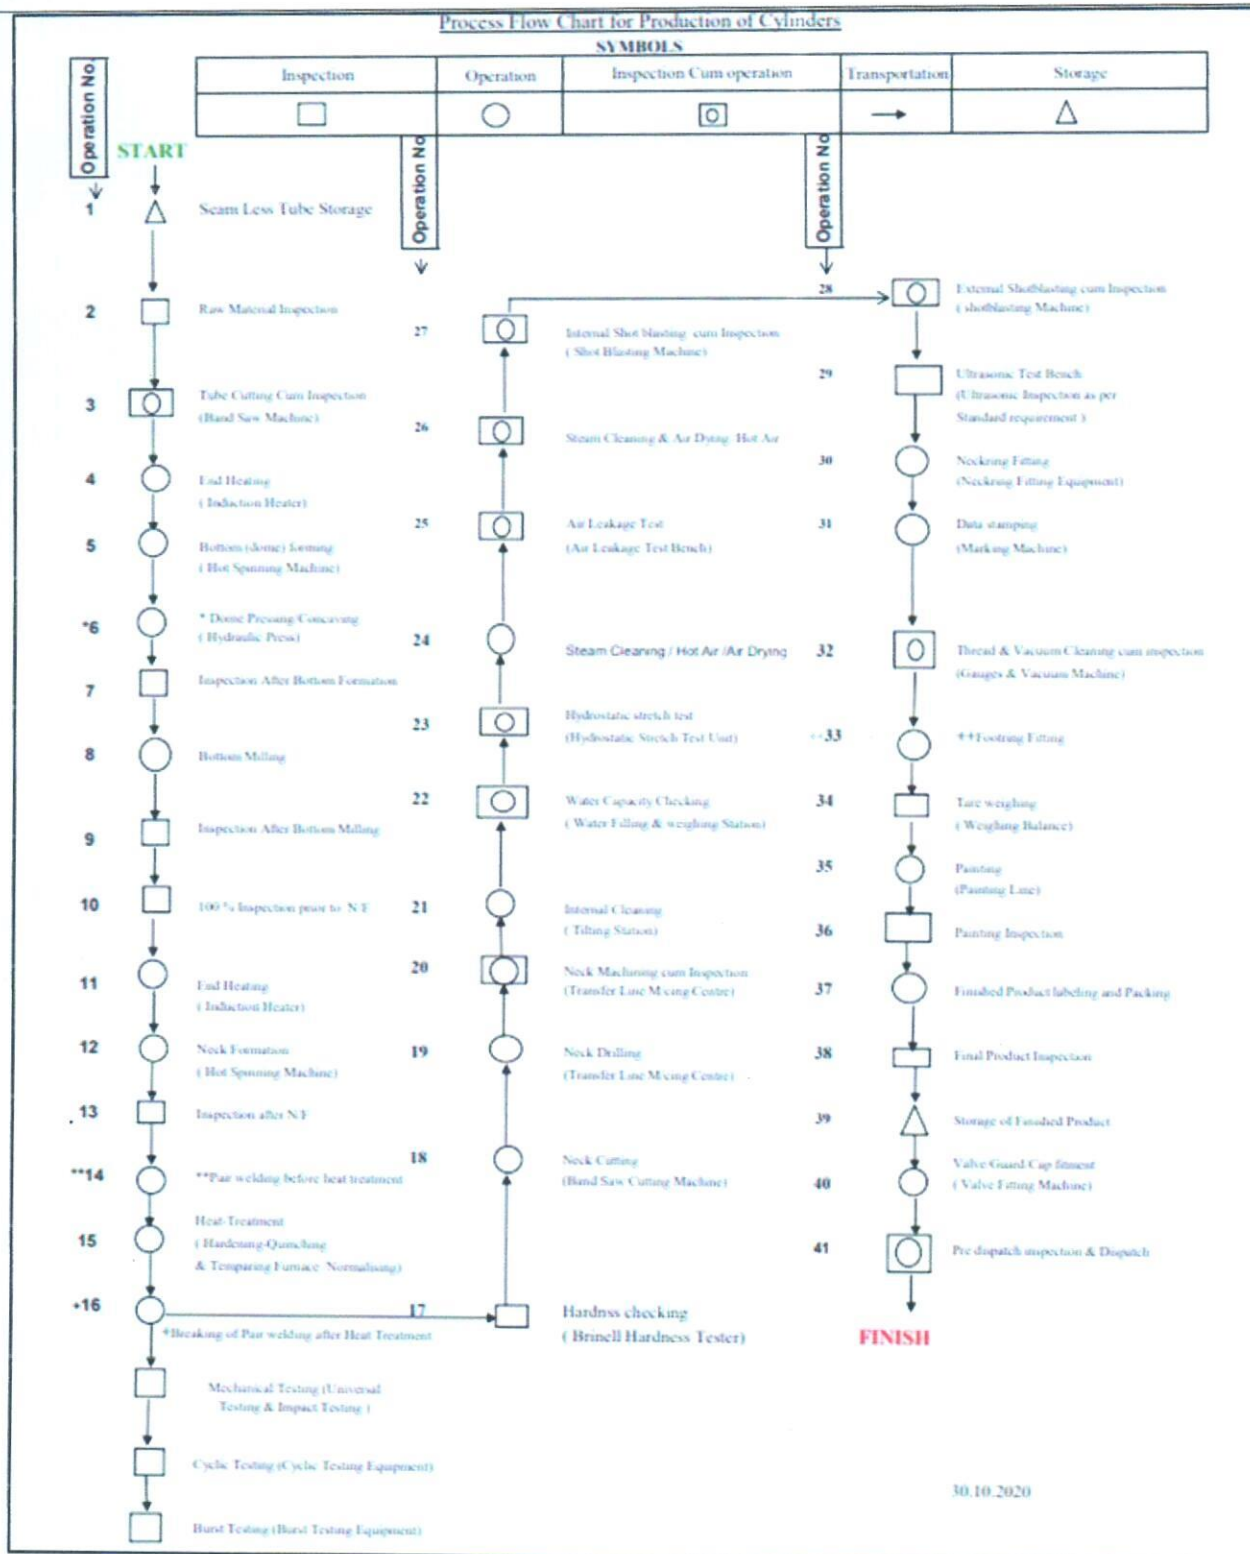 Process Flow Chart for Production of Cylinders
SYMBOLS
Inspection Operation Inspection Cum operation Transportation Storage
Operation No.
START
1 Seam Less Tube Storage
2 Raw Material Inspection
3 Tube Cutting Cum Inspection
(Band Saw Machine)
4 End Heating
( Induction Heater)
5 Bottom (dome) forming
( Hot Spinning Machine)
*6 * Dome Pressing/Concaving
( Hydraulic Press)
7 Inspection After Bottom Formation
8 Bottom Milling
9 Inspection After Bottom Milling
10 100 % Inspection prior to N/F
11 End Heating
( Induction Heater)
12 Neck Formation
( Hot Spinning Machine)
13 Inspection after N/F
**14 **Pair welding before heat treatment
15 Heat-Treatment
( Hardening-Quinching
& Temparing Furnace Normalising)
+16
+Breaking of Pair welding after Heat Treatment
Mechanical Testing (Universal
Testing & Impact Testing )
Cyclic Testing (Cyclic Testing Equipment)
Burst Testing (Burst Testing Equipment)
Operation No
27 Internal Shot blasting cum Inspection
( Shot Blasting Machine)
26 Steam Cleaning & Air Dying Hot Air
25 Air Leakage Test
(Air Leakage Test Bench)
24 Steam Cleaning / Hot Air /Air Drying
23 Hydrostatic stretch test
(Hydrostatic Stretch Test Unit)
22 Water Capacity Checking
( Water Filling & weighing Station)
21 Internal Cleaning
( Tilting Station)
20 Neck Machining cum Inspection
(Transfer Line M/cing Centre)
19 Neck Drilling
(Transfer Line M/cing Centre)
18 Neck Cutting
(Band Saw Cutting Machine)
17 Hardnss checking
( Brinell Hardness Tester)
Operation No
28 External Shotblasting cum Inspection
( shotblasting Machine)
29 Ultrasonic Test Bench
(Ultrasonic Inspection as per
Standard requirement )
30 Neckring Fitting
(Neckring Fitting Equipment)
31 Data stamping
(Marking Machine)
32 Thread & Vacuum Cleaning cum inspection
(Gauges & Vacuum Machine)
++33 ++Footring Fitting
34 Tare weighing
( Weighing Balance)
35 Painting
(Painting Line)
36 Painting Inspection
37 Finished Product labeling and Packing
38 Final Product Inspection
39 Storage of Finished Product
40 Valve Guard Cap fitment
( Valve Fitting Machine)
41 Pre dispatch inspection & Dispatch
FINISH
30.10.2020